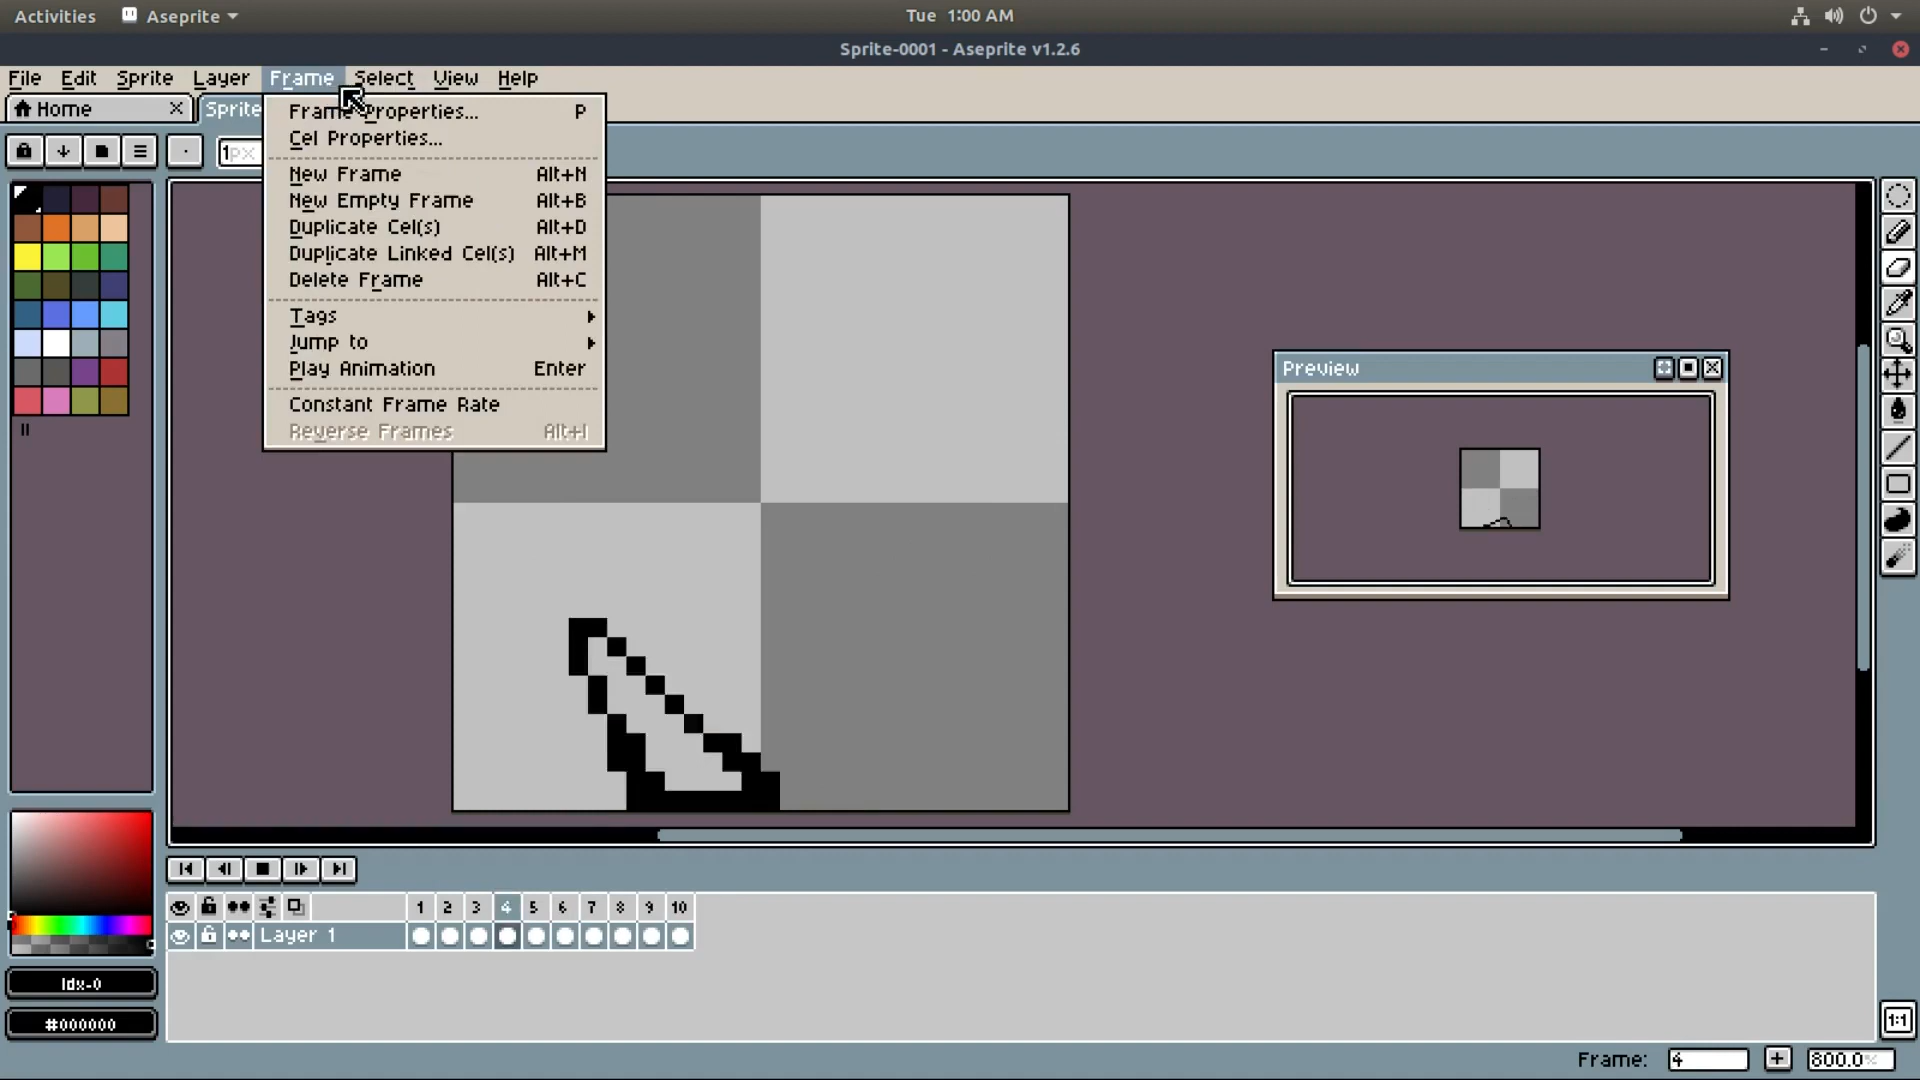 Activities Aseprite Tue 1:00 AM
Sprite-0001 - Aseprite v1.2.6
File Edit Sprite Layer Frame Select View Help
Home Sprite
1px
Frame Properties... P
Cel Properties...
New Frame Alt+N
New Empty Frame Alt+B
Duplicate Cel(s) Alt+D
Duplicate Linked Cel(s) Alt+M
Delete Frame Alt+C
Tags
Jump to
Play Animation Enter
Constant Frame Rate
Reverse Frames Alt+I
Preview
1 2 3 4 5 6 7 8 9 10
Layer 1
Idx-0
#000000
1:1
Frame: 4 + 800.0%